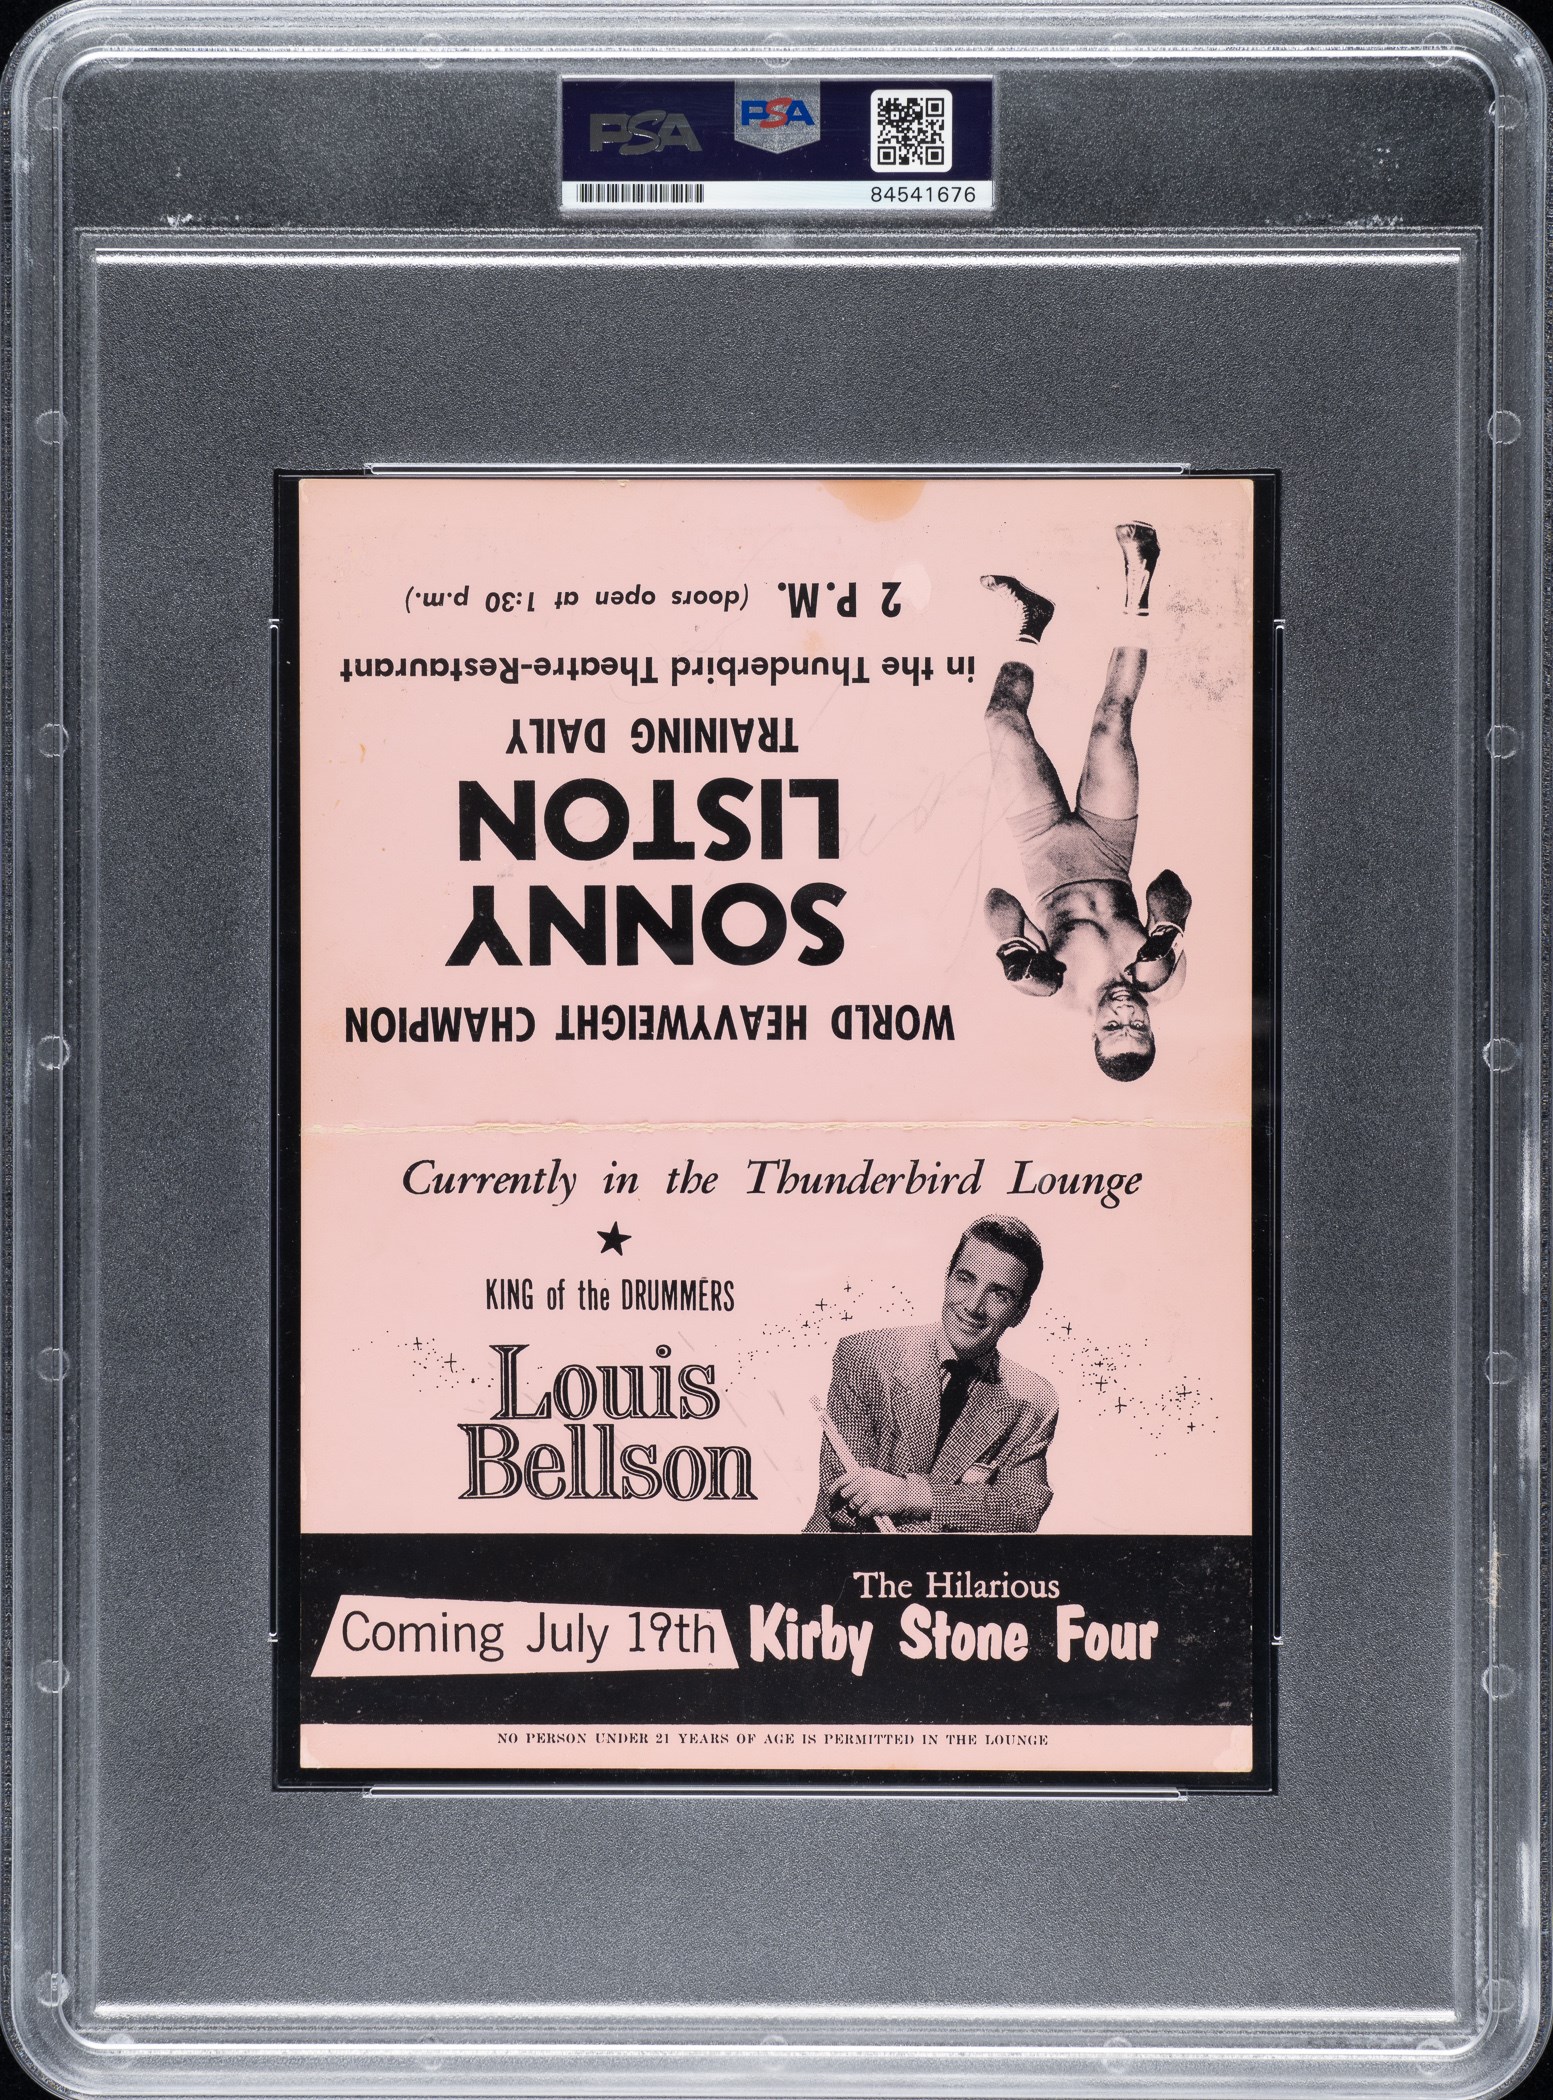 PSA
PSA
84541676
WORLD HEAVYWEIGHT CHAMPION
SONNY
LISTON
TRAINING DAILY
in the Thunderbird Theatre-Restaurant
2 P.M. (doors open at 1:30 p.m.)
Currently in the Thunderbird Lounge
KING of the DRUMMERS
Louis
Bellson
Coming July 19th
The Hilarious
Kirby Stone Four
NO PERSON UNDER 21 YEARS OF AGE IS PERMITTED IN THE LOUNGE